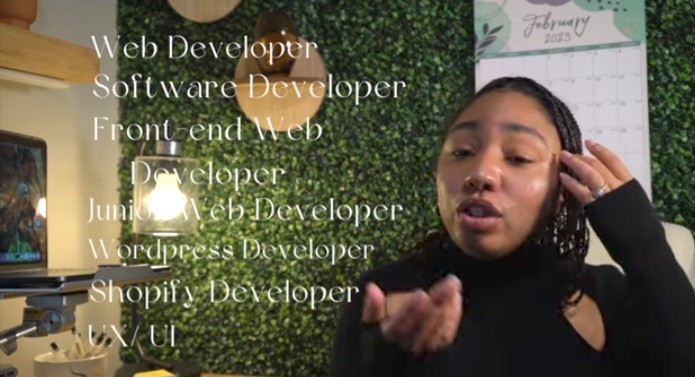 February
2023
Web Developer
Software Developer
Front-end Web
Developer
Junior Web Developer
Wordpress Developer
Shopify Developer
UX/ UI